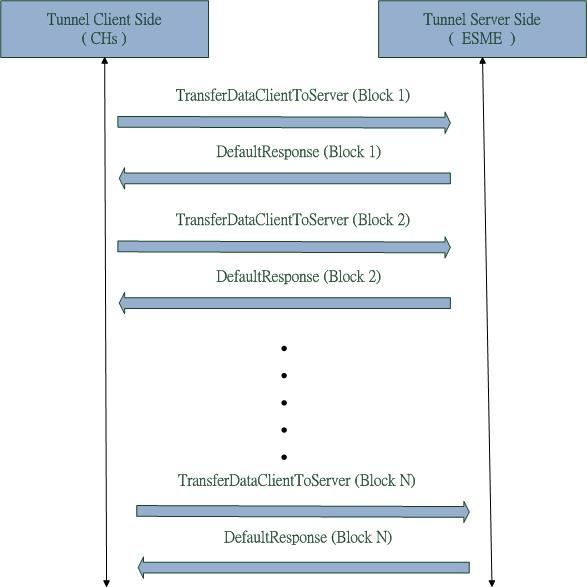 Tunnel Client Side
( CHs )
Tunnel Server Side
( ESME )
TransferDataClientToServer (Block 1)
DefaultResponse (Block 1)
TransferDataClientToServer (Block 2)
DefaultResponse (Block 2)
TransferDataClientToServer (Block N)
DefaultResponse (Block N)